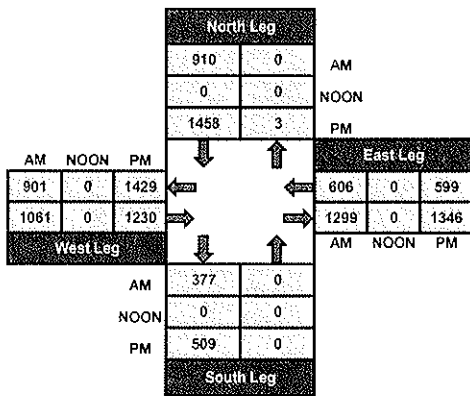 North Leg
910 0 AM
0 0 NOON
1458 3 PM
AM NOON PM
901 0 1429
1061 0 1230
West Leg
East Leg
606 0 599
1299 0 1346
AM NOON PM
AM 377 0
NOON 0 0
PM 509 0
South Leg